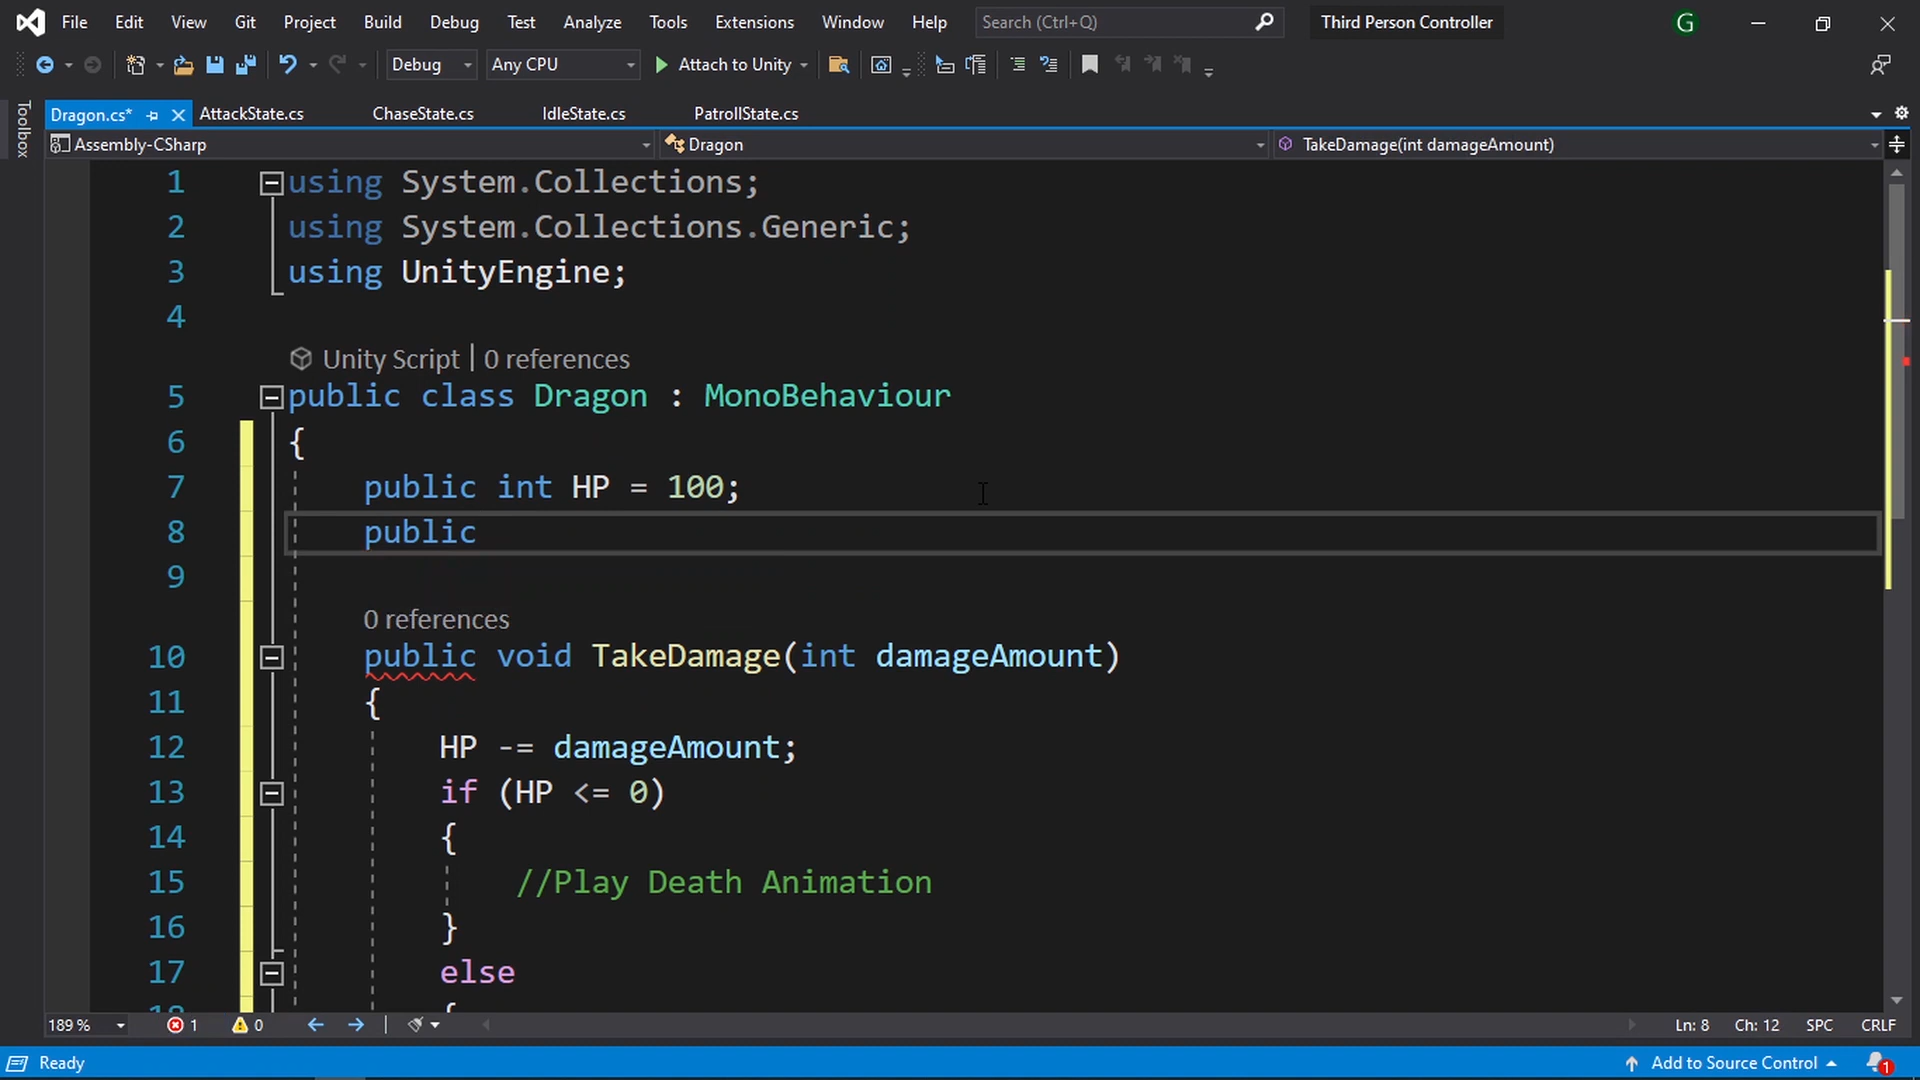 File Edit View Git Project Build Debug Test Analyze Tools Extensions Window Help Search (Ctrl+Q) Third Person Controller G
Debug Any CPU Attach to Unity
Toolbox
Dragon.cs* AttackState.cs ChaseState.cs IdleState.cs PatrollState.cs
Assembly-CSharp Dragon TakeDamage(int damageAmount)
1 using System.Collections;
2 using System.Collections.Generic;
3 using UnityEngine;
4
Unity Script | 0 references
5 public class Dragon : MonoBehaviour
6 {
7 public int HP = 100;
8 public
9
0 references
10 public void TakeDamage(int damageAmount)
11 {
12 HP -= damageAmount;
13 if (HP <= 0)
14 {
15 //Play Death Animation
16 }
17 else
18 {
189 % 1 0 Ln: 8 Ch: 12 SPC CRLF
Ready Add to Source Control 1